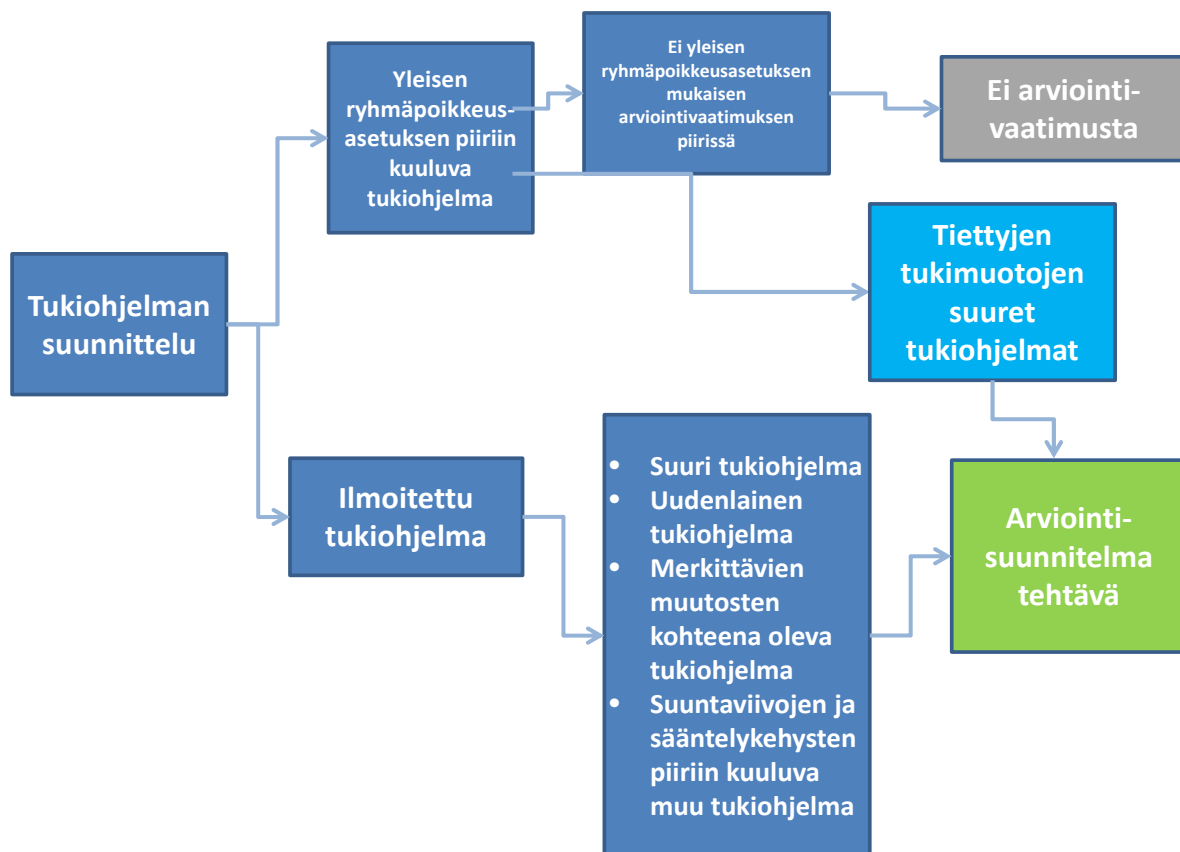 Yleisen
ryhmäpoikkeus-
asetuksen piiriin
kuuluva
tukiohjelma
Ei yleisen
ryhmäpoikkeusasetuksen
mukaisen
arviointivaatimuksen
piirissä
Ei arviointi-
vaatimusta
Tiettyjen
tukimuotojen
suuret
tukiohjelmat
Tukiohjelman
suunnittelu
Ilmoitettu
tukiohjelma
• Suuri tukiohjelma
• Uudenlainen
tukiohjelma
• Merkittävien
muutosten
kohteena oleva
tukiohjelma
• Suuntaviivojen ja
sääntelykehysten
piiriin kuuluva
muu tukiohjelma
Arviointi-
suunnitelma
tehtävä